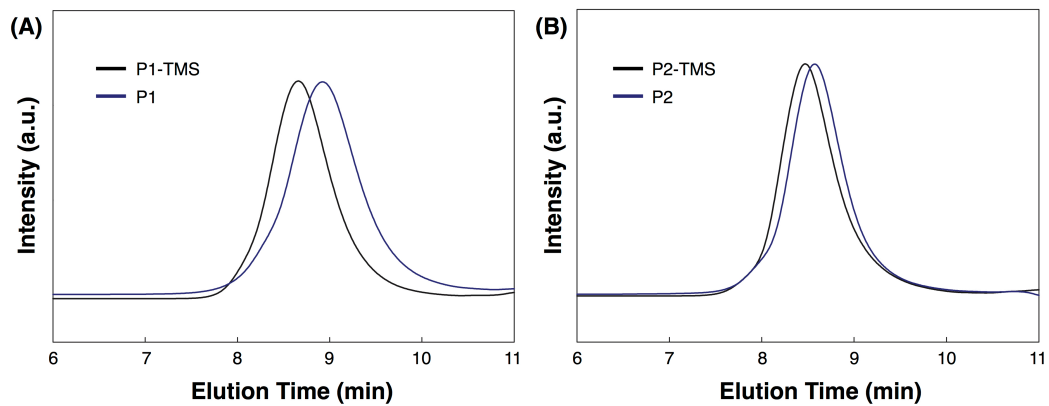 (A)
P1-TMS
P1
Intensity (a.u.)
6 7 8 9 10 11
Elution Time (min)
(B)
P2-TMS
P2
Intensity (a.u.)
6 7 8 9 10 11
Elution Time (min)